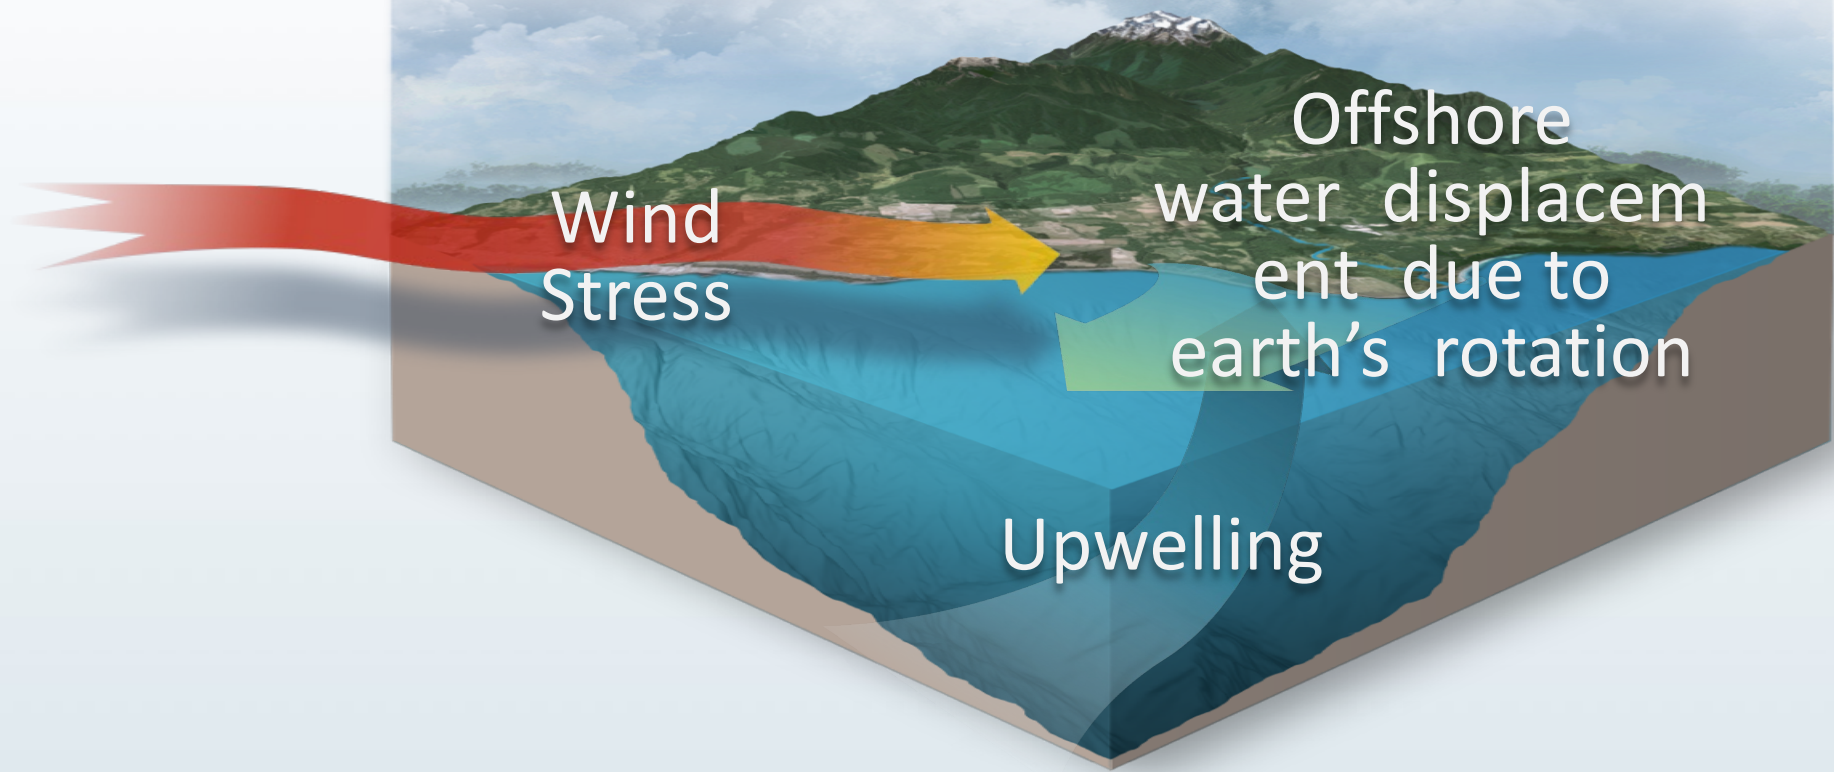 Wind
Stress
Offshore
water displacem
ent due to
earth’s rotation
Upwelling